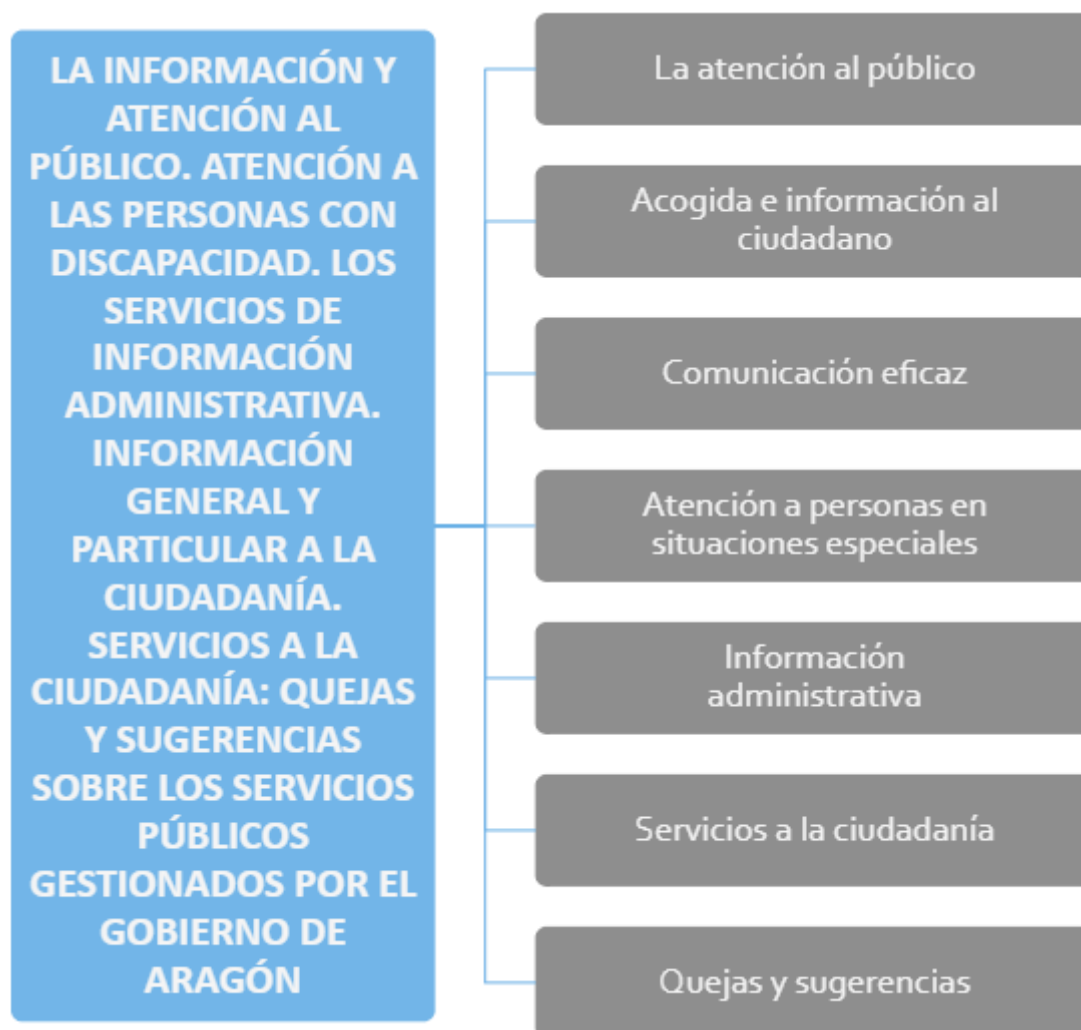 LA INFORMACIÓN Y
ATENCIÓN AL
PÚBLICO. ATENCIÓN A
LAS PERSONAS CON
DISCAPACIDAD. LOS
SERVICIOS DE
INFORMACIÓN
ADMINISTRATIVA.
INFORMACIÓN
GENERAL Y
PARTICULAR A LA
CIUDADANÍA.
SERVICIOS A LA
CIUDADANÍA: QUEJAS
Y SUGERENCIAS
SOBRE LOS SERVICIOS
PÚBLICOS
GESTIONADOS POR EL
GOBIERNO DE
ARAGÓN
La atención al público
Acogida e información al
ciudadano
Comunicación eficaz
Atención a personas en
situaciones especiales
Información
administrativa
Servicios a la ciudadanía
Quejas y sugerencias